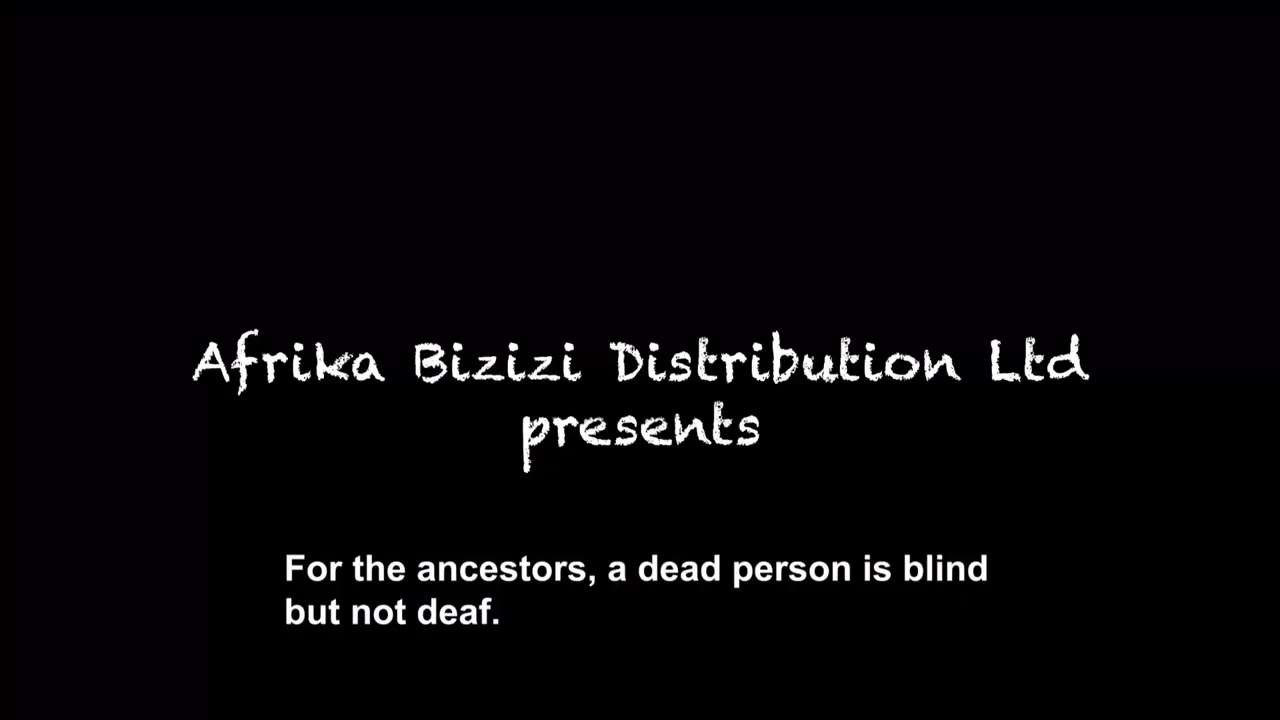 Afrika Bizizi Distribution Ltd
presents
For the ancestors, a dead person is blind
but not deaf.